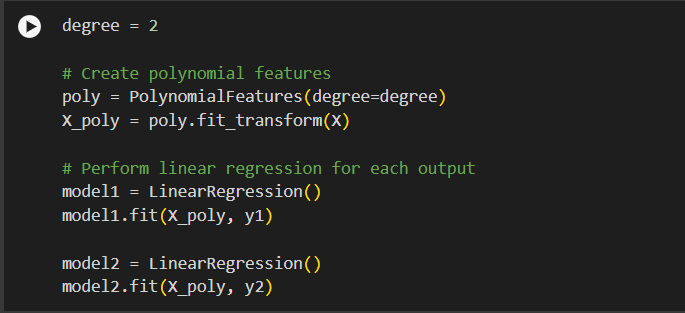 degree = 2
# Create polynomial features
poly = PolynomialFeatures(degree=degree)
X_poly = poly.fit_transform(X)
# Perform linear regression for each output
model1 = LinearRegression()
model1.fit(X_poly, y1)
model2 = LinearRegression()
model2.fit(X_poly, y2)